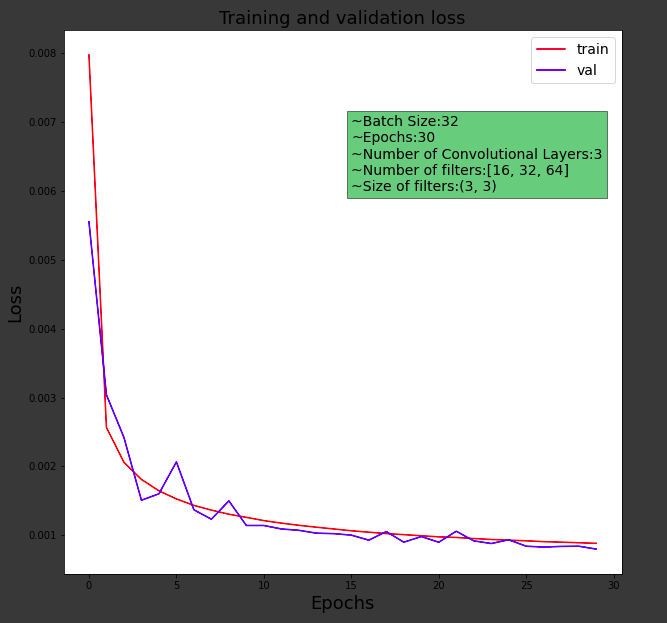 Training and validation loss
train
val
~Batch Size:32
~Epochs:30
~Number of Convolutional Layers:3
~Number of filters:[16, 32, 64]
~Size of filters:(3, 3)
Loss
0.008
0.007
0.006
0.005
0.004
0.003
0.002
0.001
0
5
10
15
20
25
30
Epochs